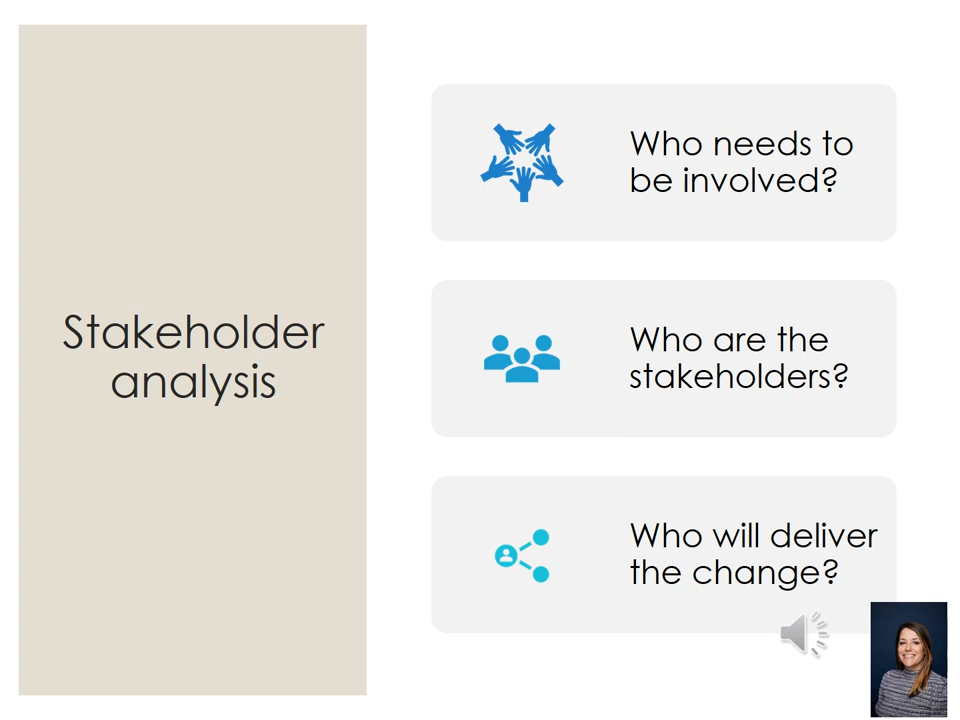 Stakeholder
analysis
Who needs to
be involved?
Who are the
stakeholders?
Who will deliver
the change?